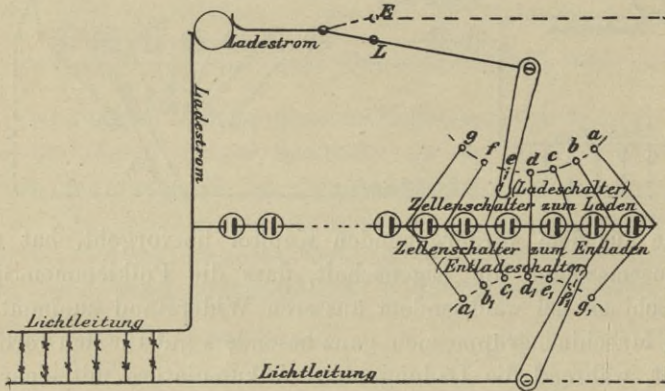 E
Ladestrom
L
Ladestrom
g f e d c b a
(Ladeschalter)
Zellenschalter zum Laden
Zellenschalter zum Entladen
(Entladeschalter)
a₁ b₁ c₁ d₁ e₁ f₁ g₁
Lichtleitung
Lichtleitung